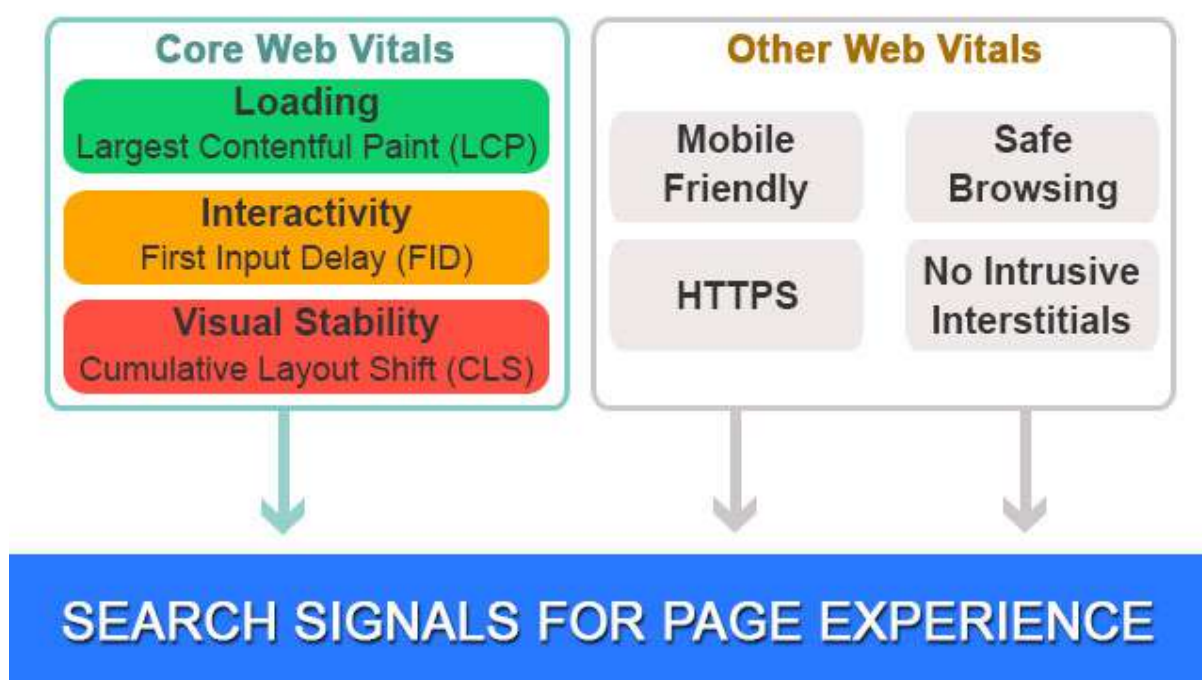 Core Web Vitals
Loading
Largest Contentful Paint (LCP)
Interactivity
First Input Delay (FID)
Visual Stability
Cumulative Layout Shift (CLS)
Other Web Vitals
Mobile
Friendly
Safe
Browsing
HTTPS
No Intrusive
Interstitials
SEARCH SIGNALS FOR PAGE EXPERIENCE